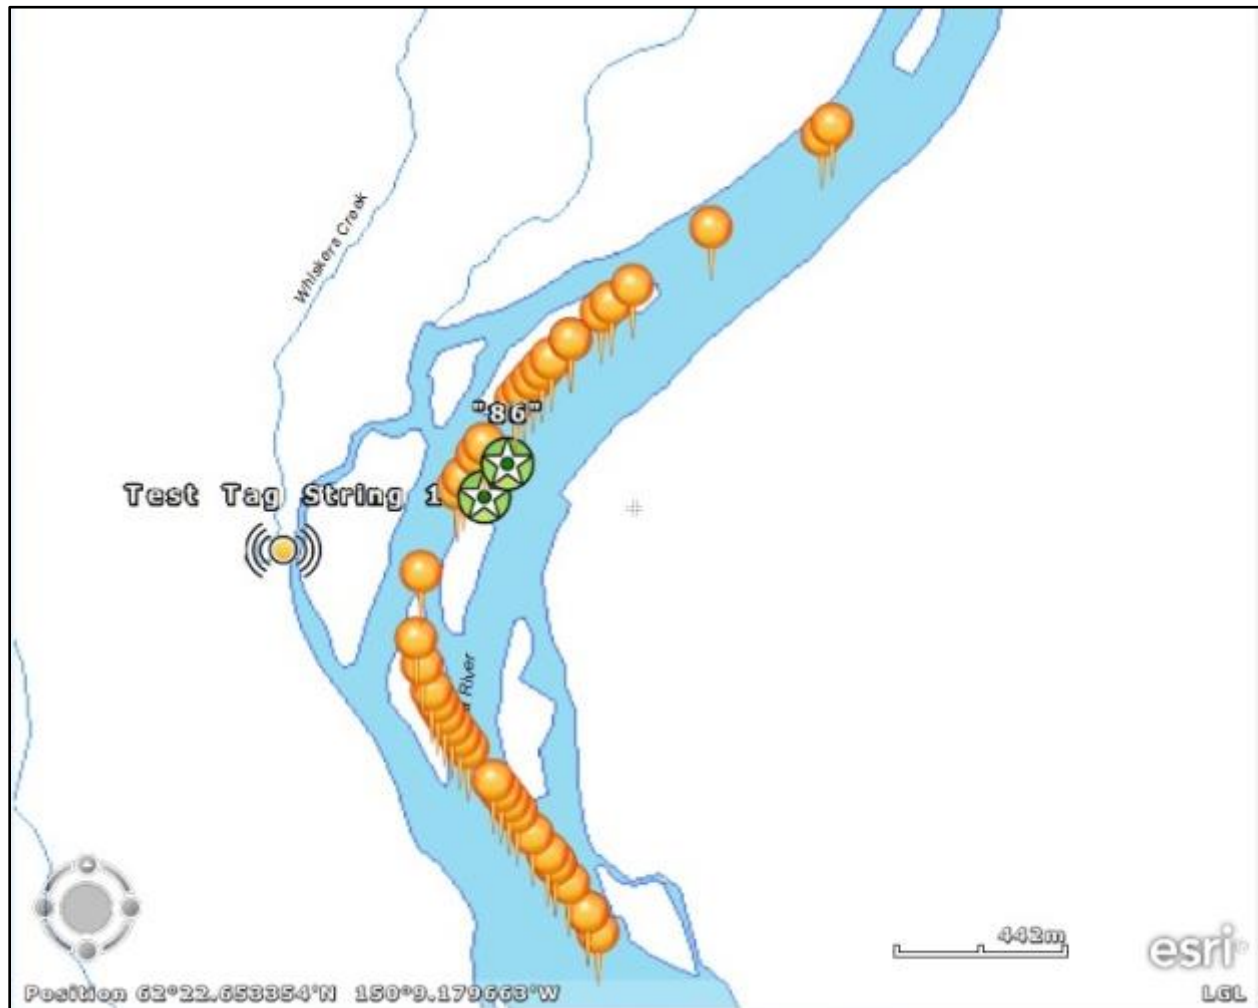 Whiskers Creek
"86"
Test Tag String 1
River
442m
esri
Position 62°22.653354'N 150°9.179663'W
LGL